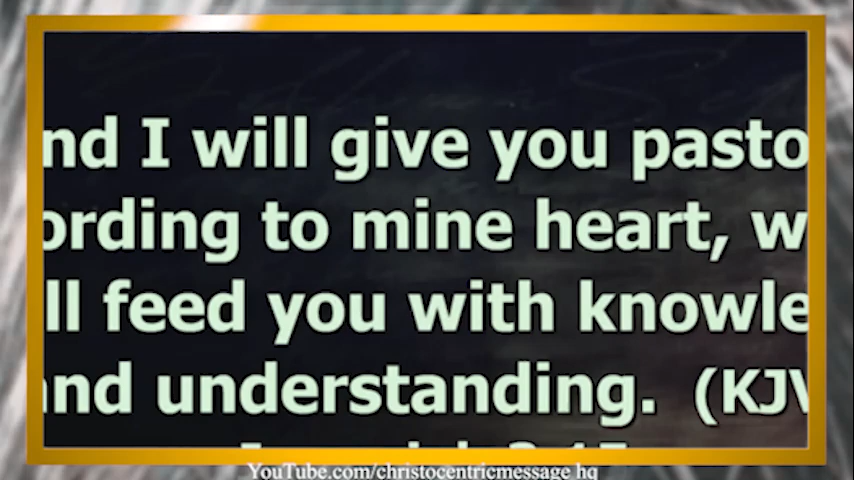 nd I will give you pasto
ording to mine heart, w
ll feed you with knowle
and understanding. (KJV
YouTube.com/christocentricmessage hq